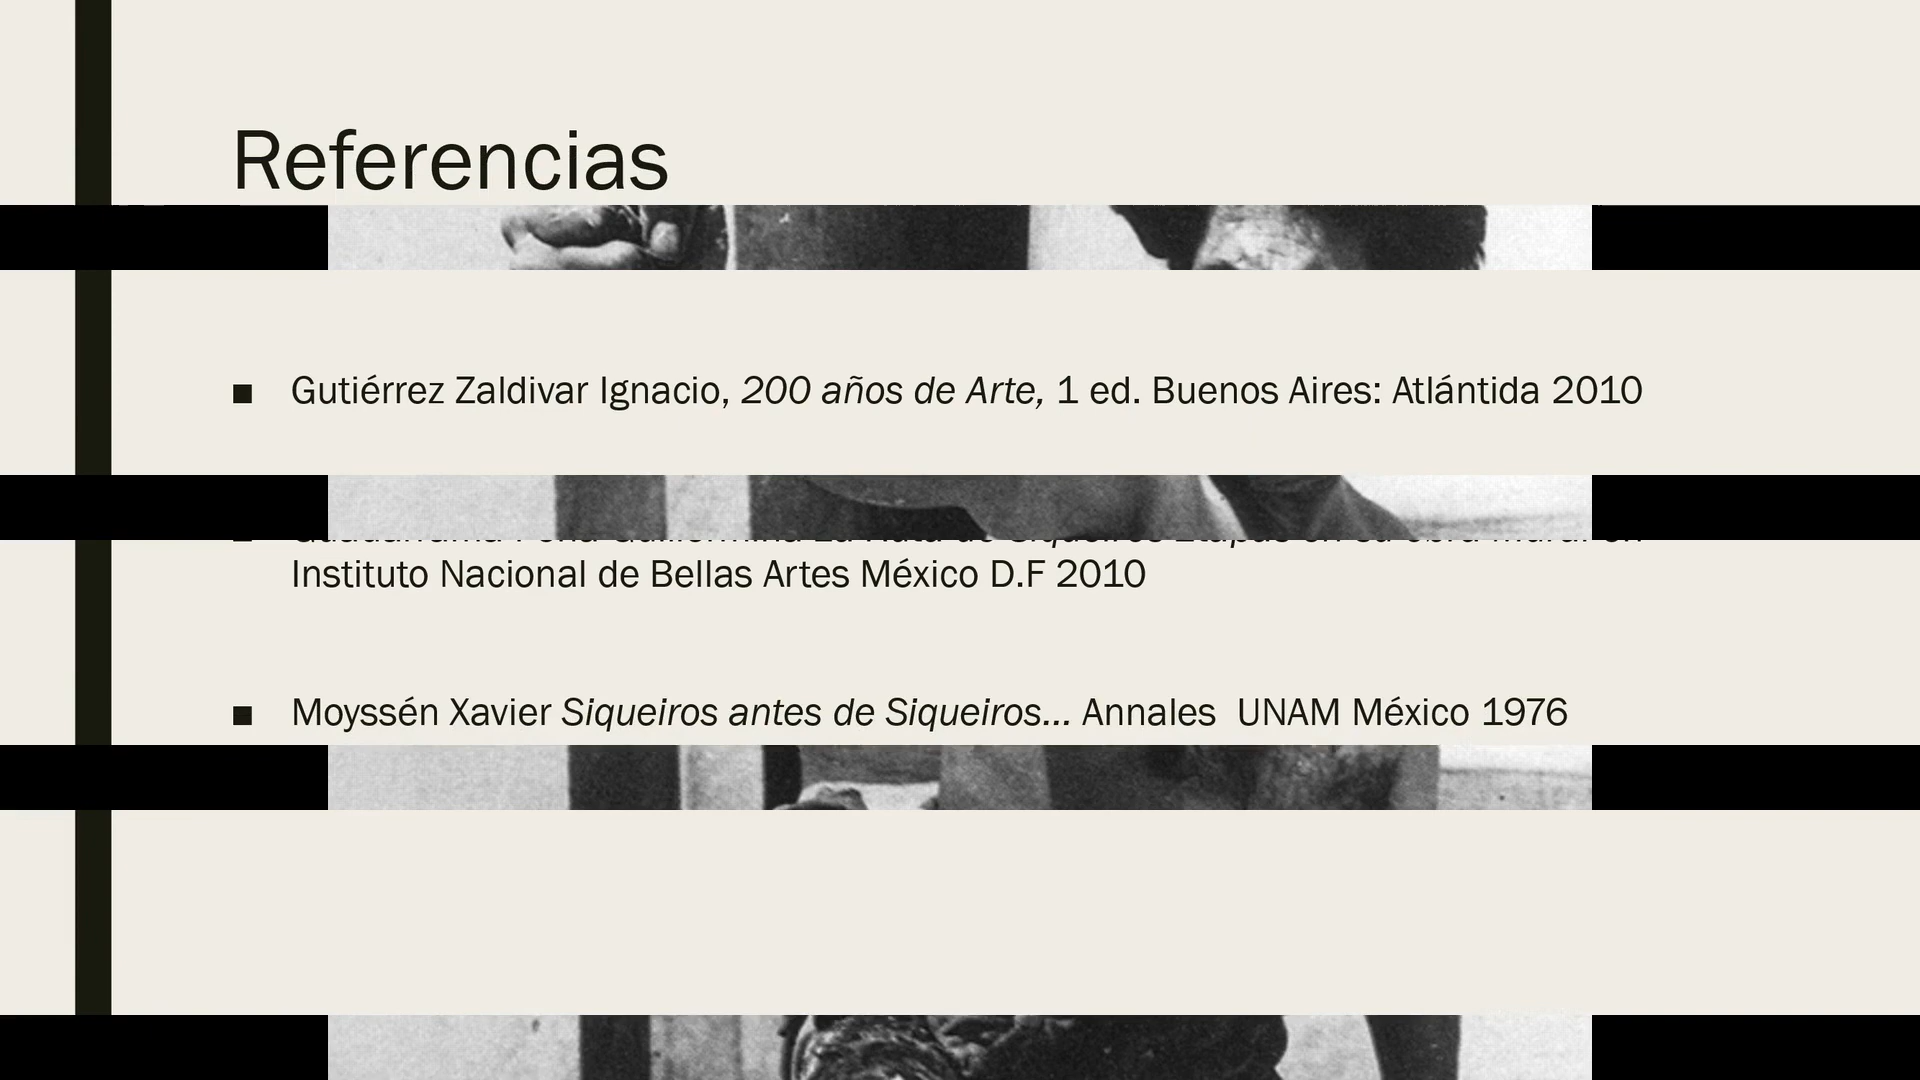 Referencias
■ Gutiérrez Zaldivar Ignacio, 200 años de Arte, 1 ed. Buenos Aires: Atlántida 2010
Instituto Nacional de Bellas Artes México D.F 2010
■ Moyssén Xavier Siqueiros antes de Siqueiros... Annales  UNAM México 1976